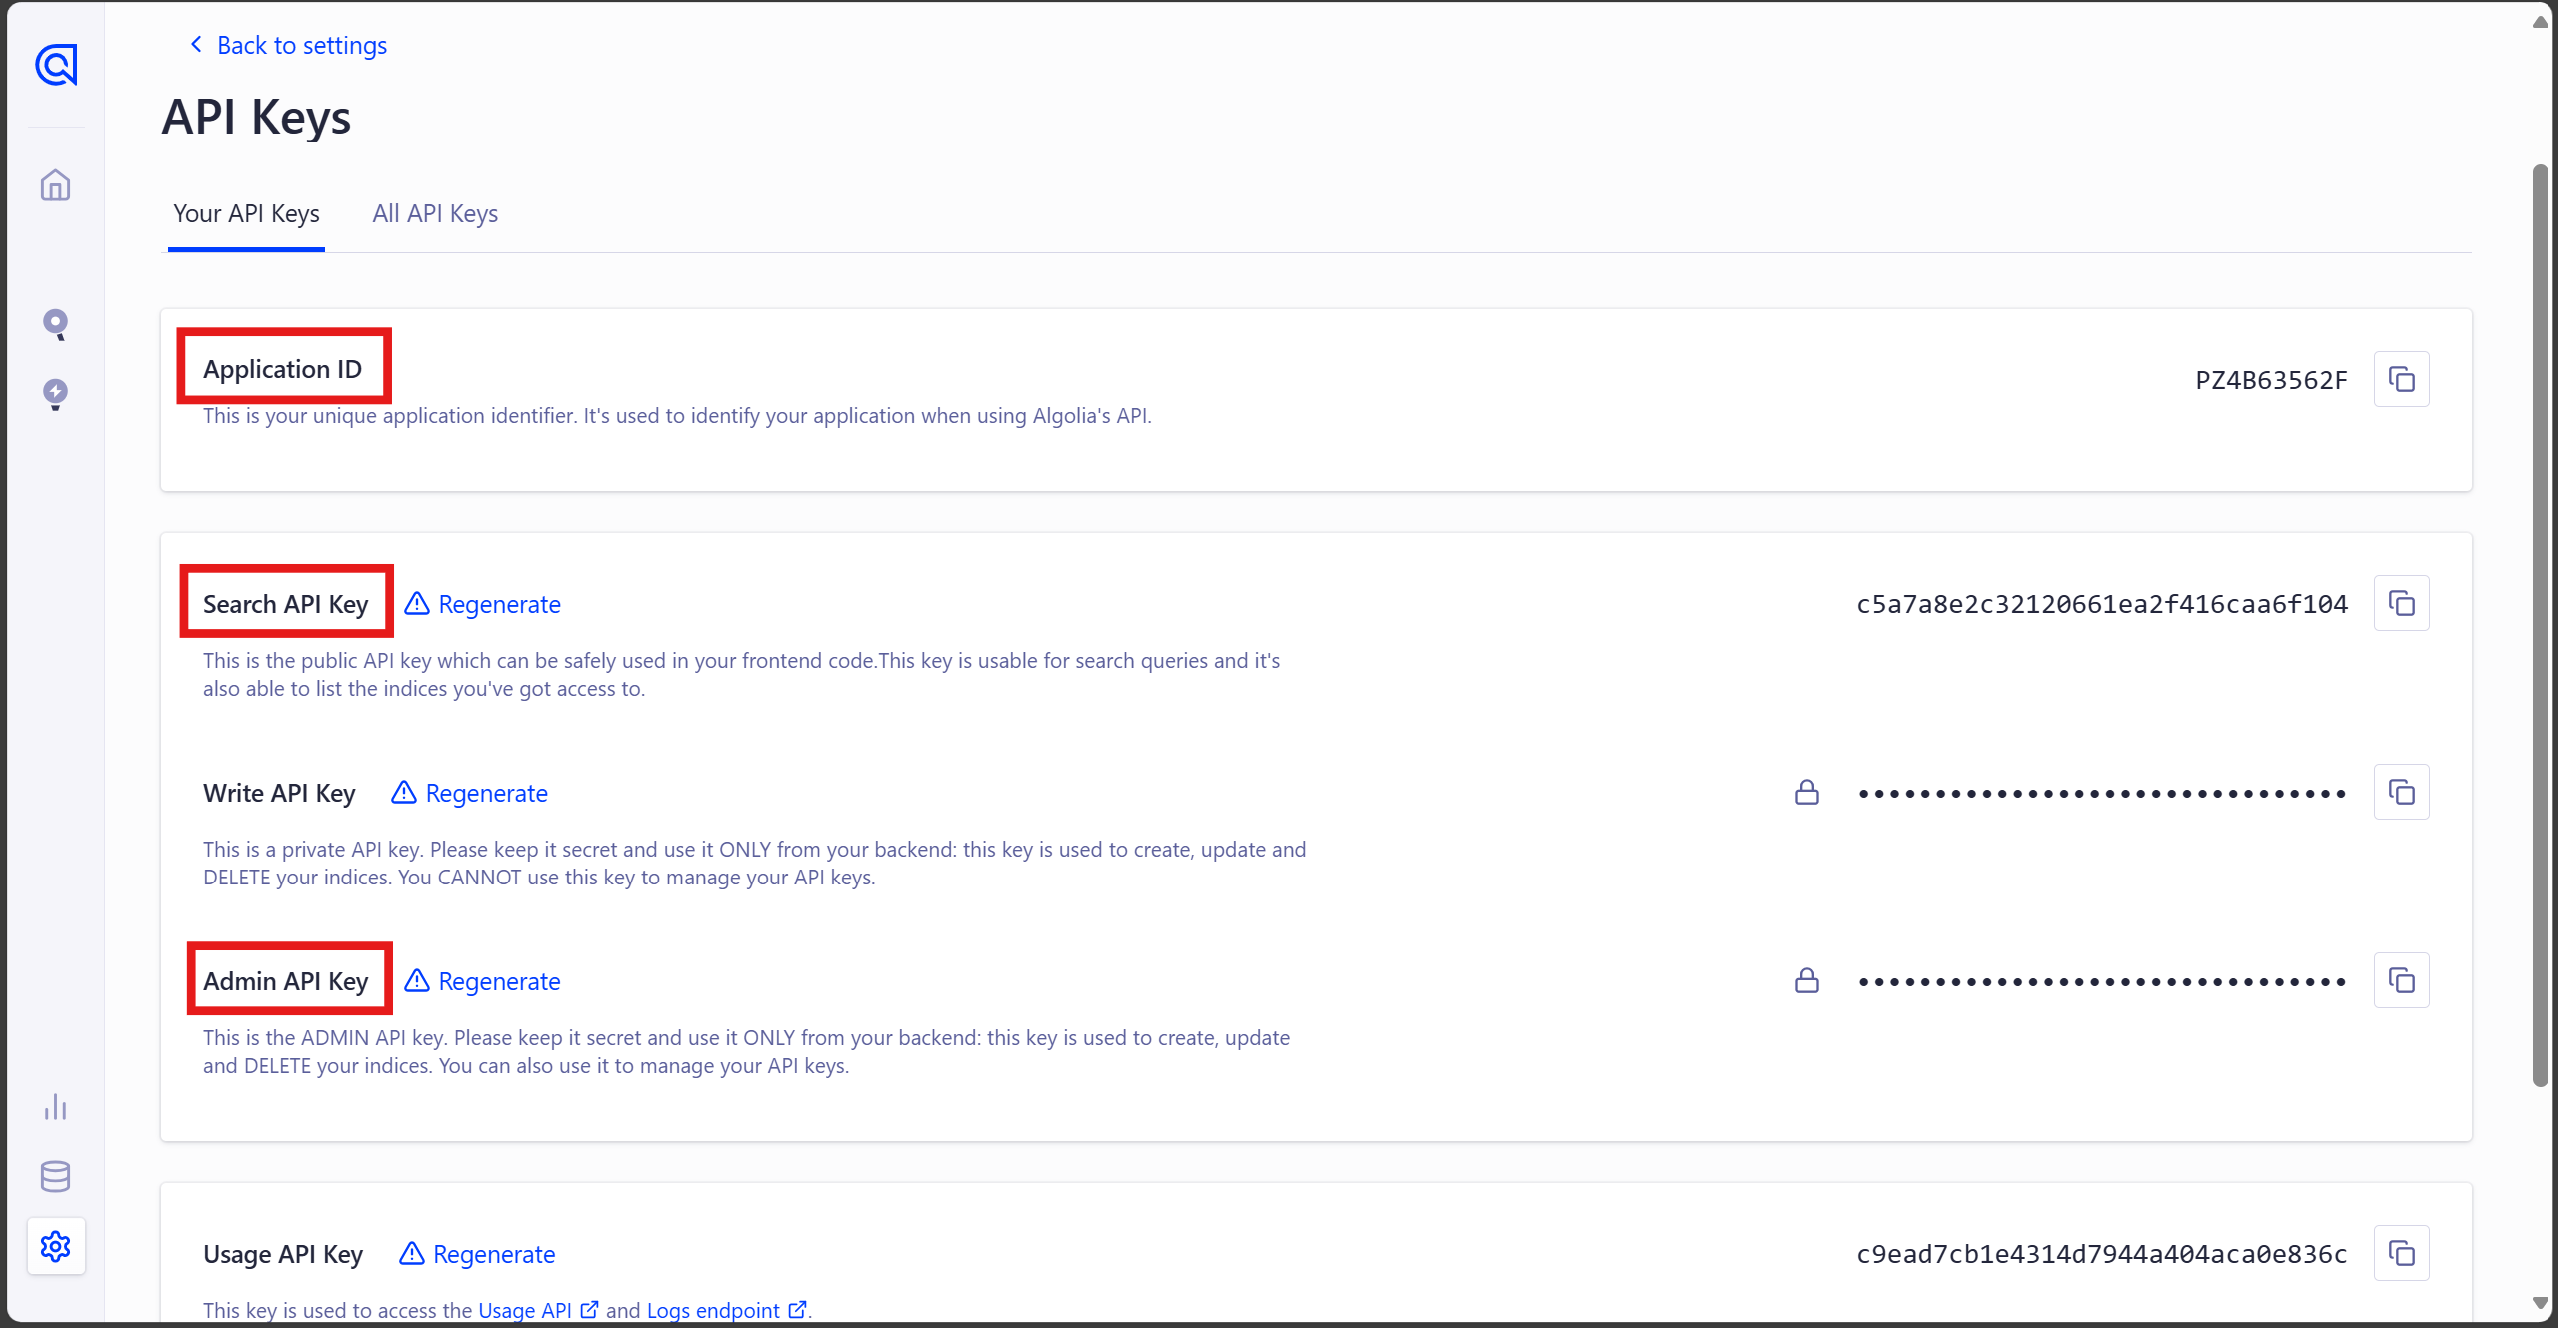 Back to settings
API Keys
Your API Keys
All API Keys
Application ID
PZ4B63562F
This is your unique application identifier. It's used to identify your application when using Algolia's API.
Search API Key
Regenerate
c5a7a8e2c32120661ea2f416caa6f104
This is the public API key which can be safely used in your frontend code.This key is usable for search queries and it's
also able to list the indices you've got access to.
Write API Key
Regenerate
••••••••••••••••••••••••••••••••
This is a private API key. Please keep it secret and use it ONLY from your backend: this key is used to create, update and
DELETE your indices. You CANNOT use this key to manage your API keys.
Admin API Key
Regenerate
••••••••••••••••••••••••••••••••
This is the ADMIN API key. Please keep it secret and use it ONLY from your backend: this key is used to create, update
and DELETE your indices. You can also use it to manage your API keys.
Usage API Key
Regenerate
c9ead7cb1e4314d7944a404aca0e836c
This key is used to access the Usage API and Logs endpoint.